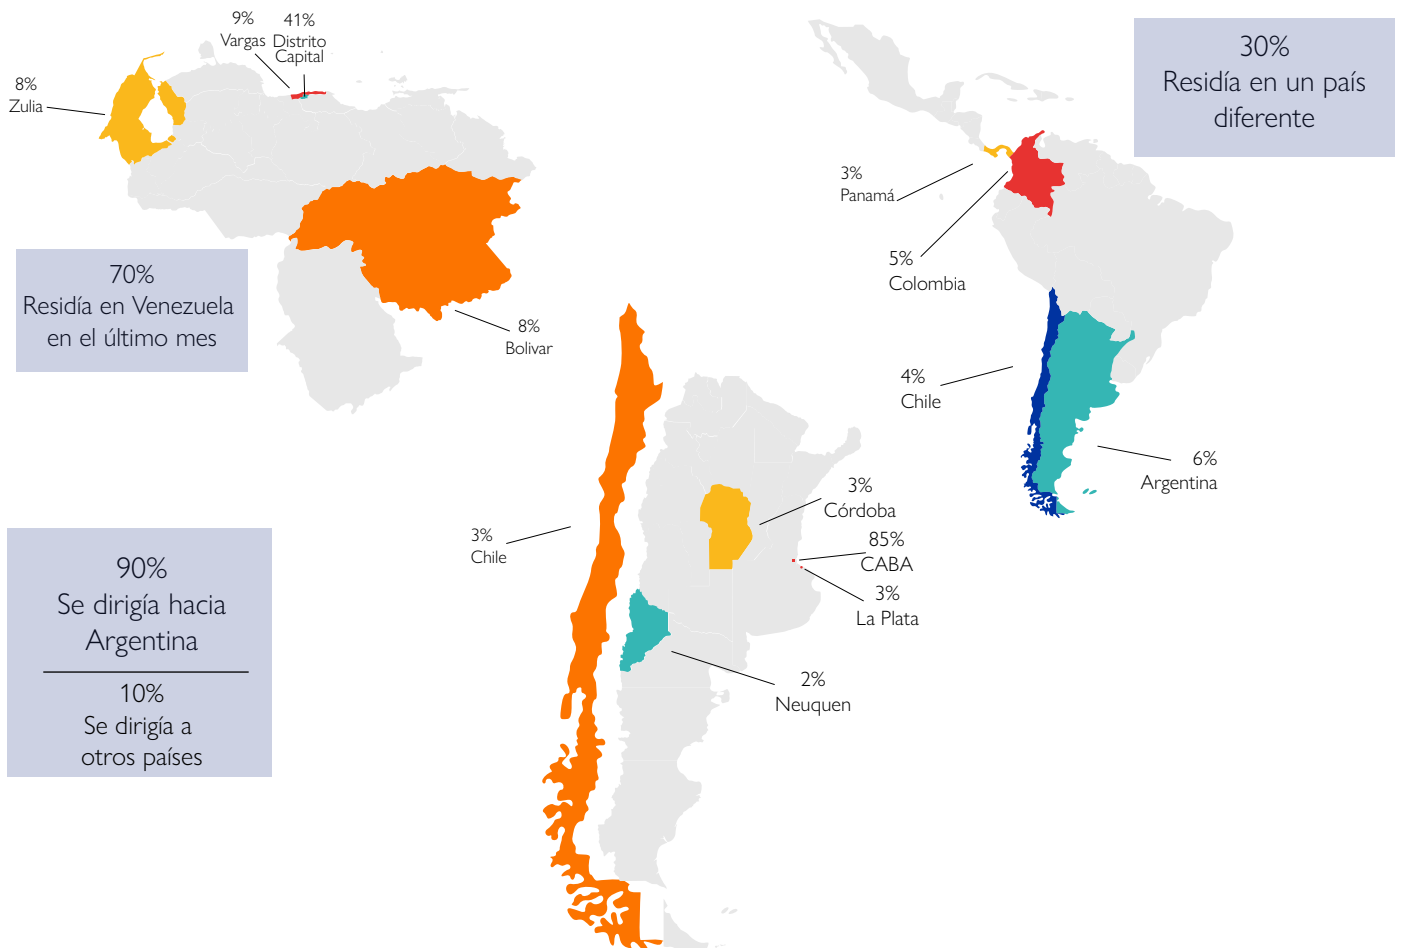 9%
Vargas
41%
Distrito
Capital
8%
Zulia
70%
Residía en Venezuela
en el último mes
8%
Bolivar
30%
Residía en un país
diferente
3%
Panamá
5%
Colombia
4%
Chile
6%
Argentina
90%
Se dirigía hacia
Argentina
10%
Se dirigía a
otros países
3%
Chile
3%
Córdoba
85%
CABA
3%
La Plata
2%
Neuquen